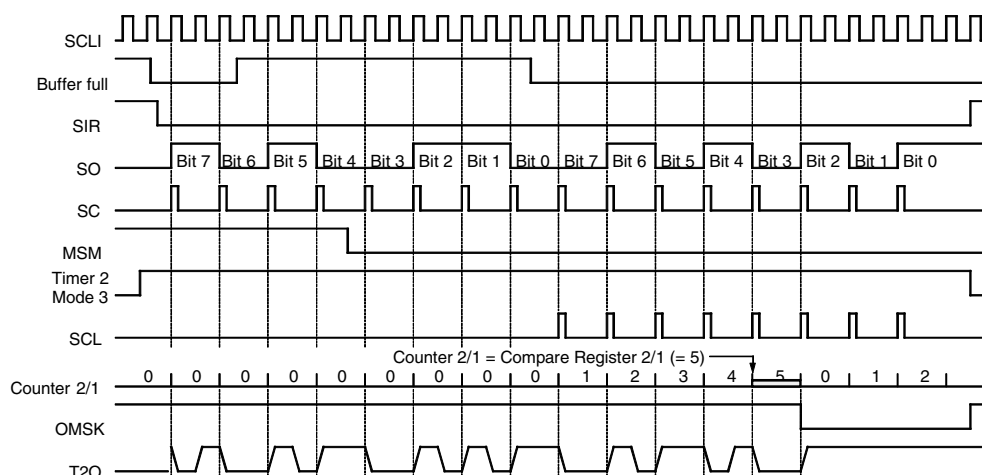 SCLI
Buffer full
SIR
SO Bit 7 Bit 6 Bit 5 Bit 4 Bit 3 Bit 2 Bit 1 Bit 0 Bit 7 Bit 6 Bit 5 Bit 4 Bit 3 Bit 2 Bit 1 Bit 0
SC
MSM
Timer 2
Mode 3
SCL
Counter 2/1 = Compare Register 2/1 (= 5)
Counter 2/1 0 0 0 0 0 0 0 0 0 1 2 3 4 5 0 1 2
OMSK
T2O